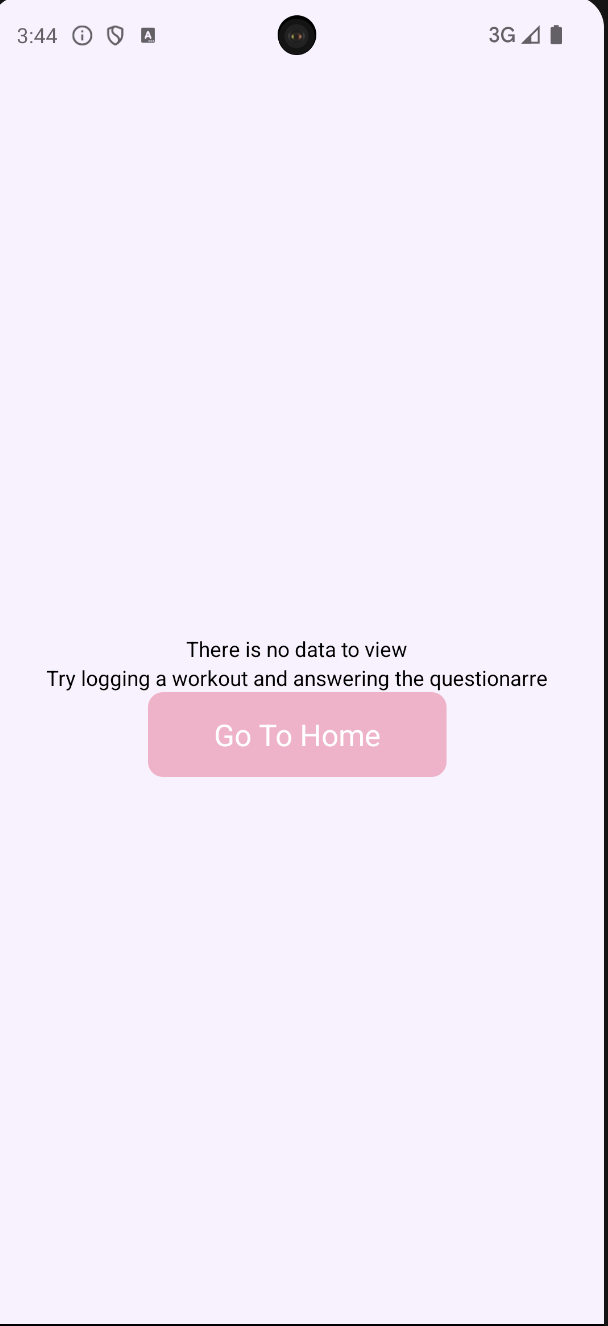 3:44
3G
There is no data to view
Try logging a workout and answering the questionarre
Go To Home